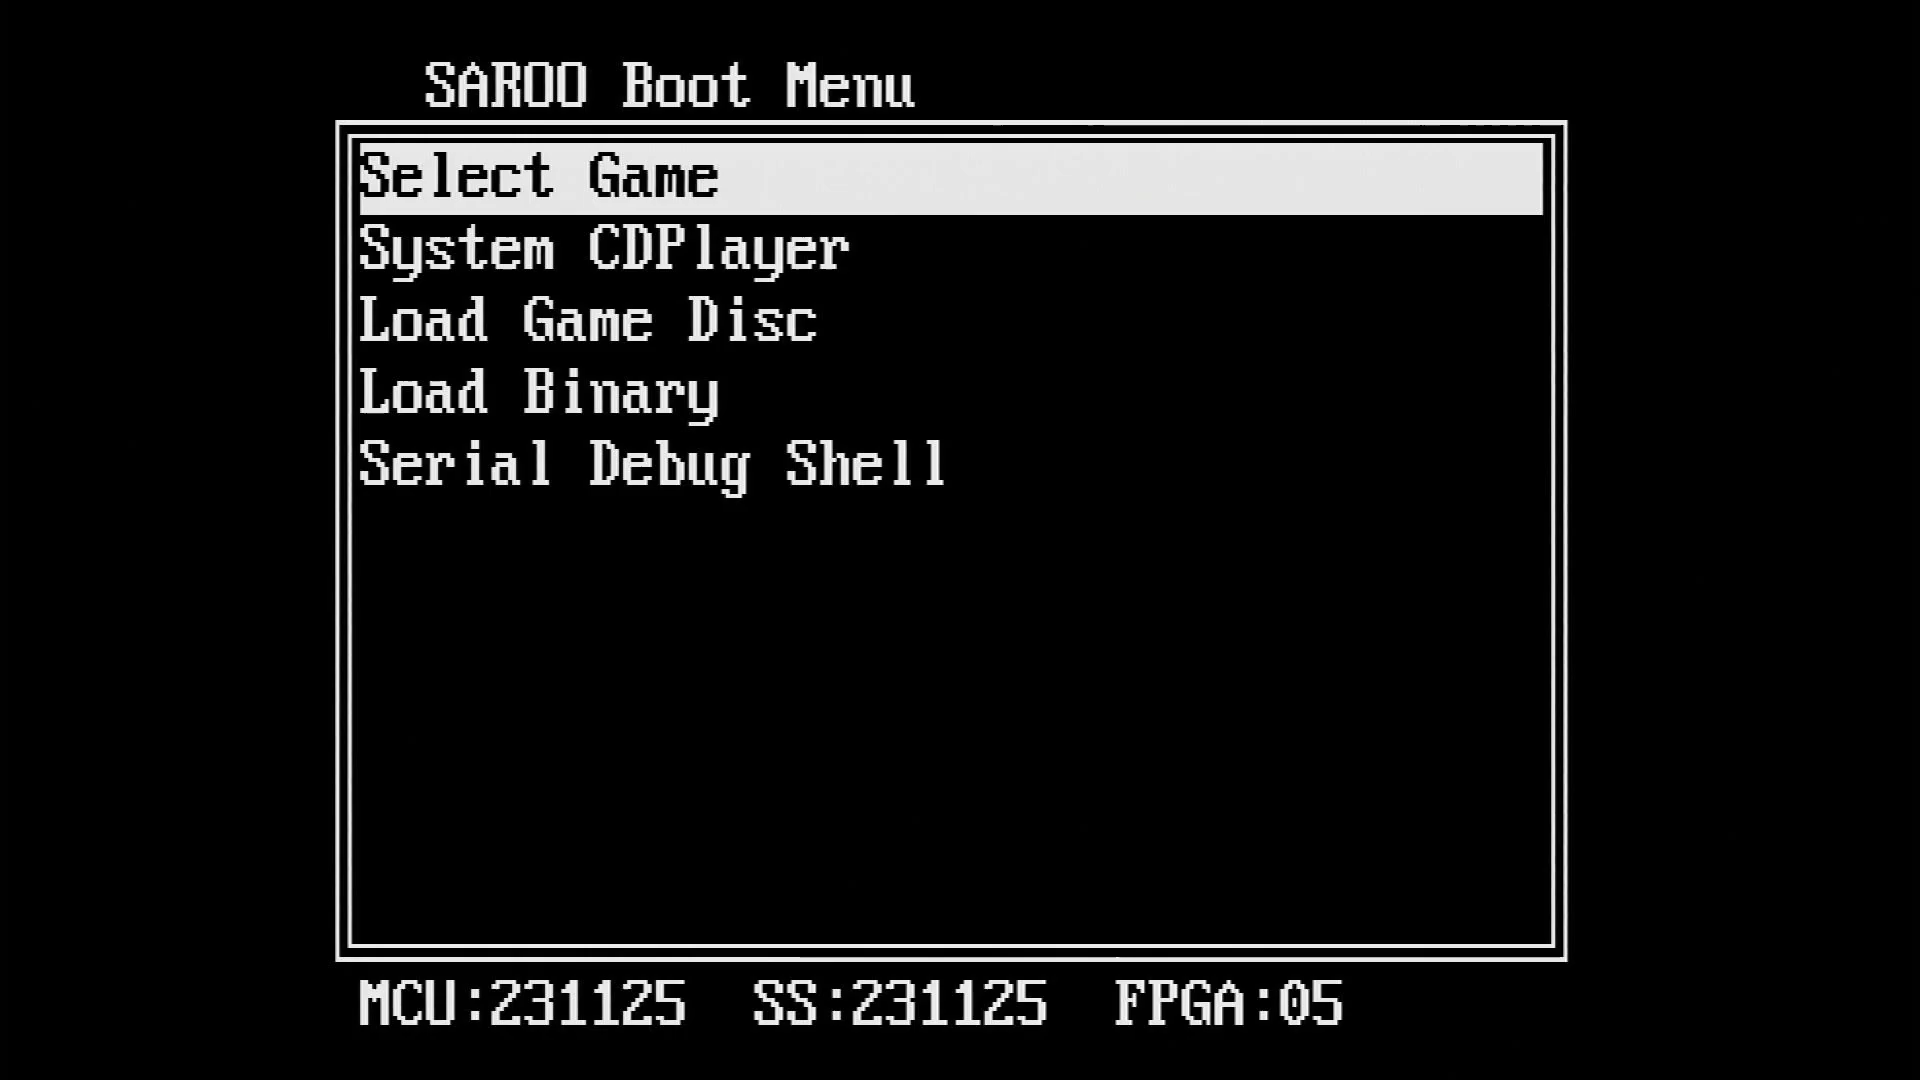 SAROO Boot Menu
Select Game
System CDPlayer
Load Game Disc
Load Binary
Serial Debug Shell
MCU:231125  SS:231125  FPGA:05